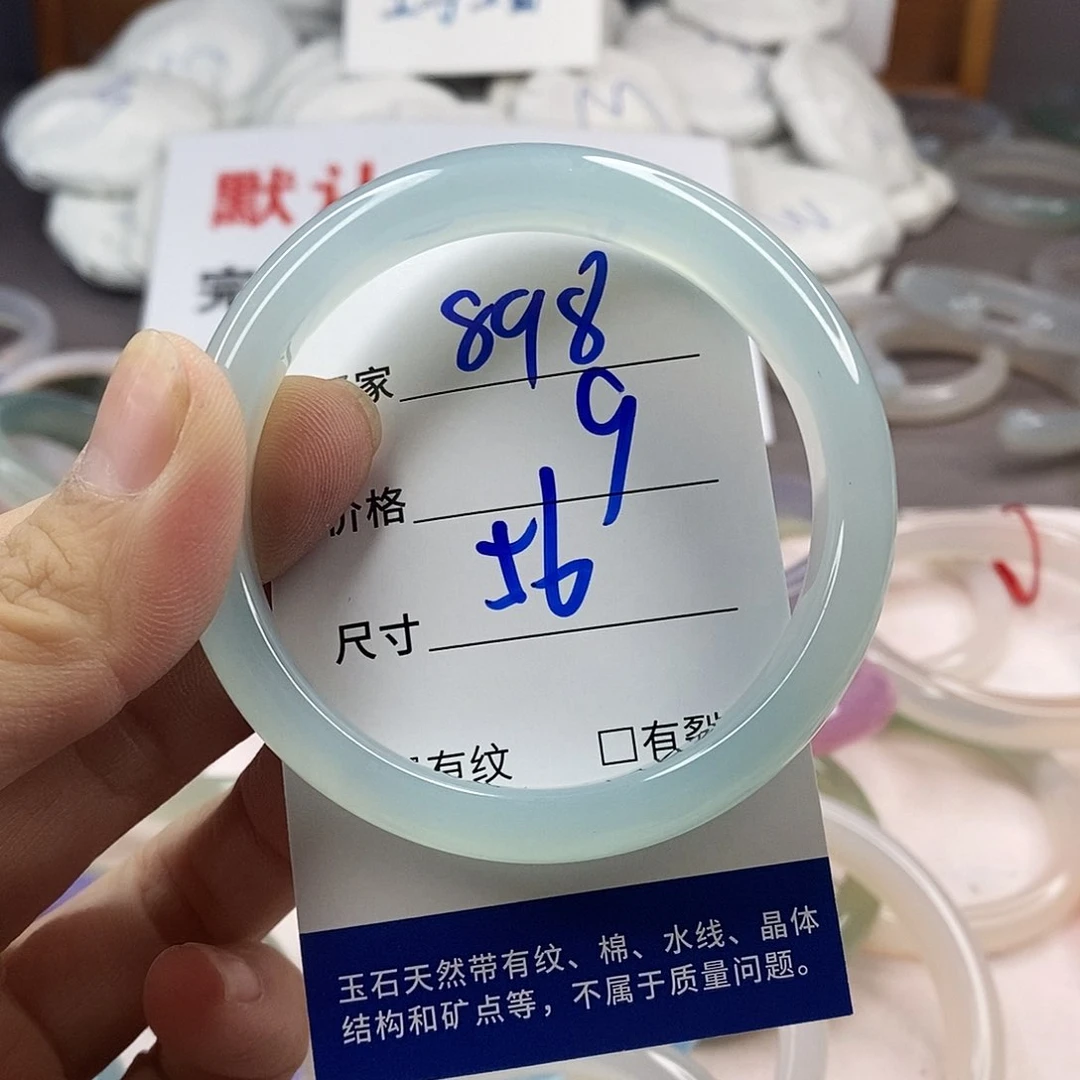 默认
完
家 898
价格 9
尺寸 56
有纹 □有裂
玉石天然带有纹、棉、水线、晶体
结构和矿点等，不属于质量问题。